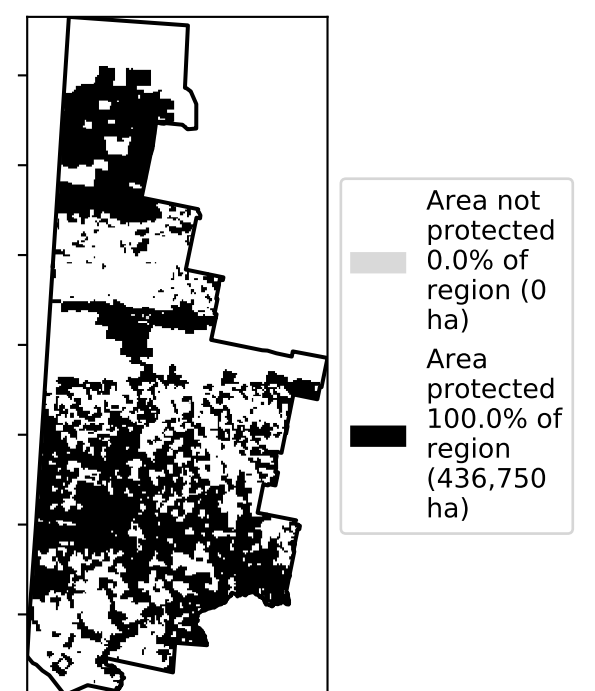 Area not
protected
0.0% of
region (0
ha)
Area
protected
100.0% of
region
(436,750
ha)